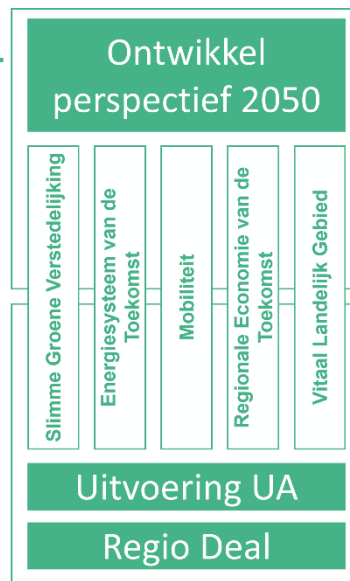 Ontwikkel
perspectief 2050
Slimme Groene Verstedelijking
Energiesysteem van de
Toekomst
Mobiliteit
Regionale Economie van de
Toekomst
Vitaal Landelijk Gebied
Uitvoering UA
Regio Deal